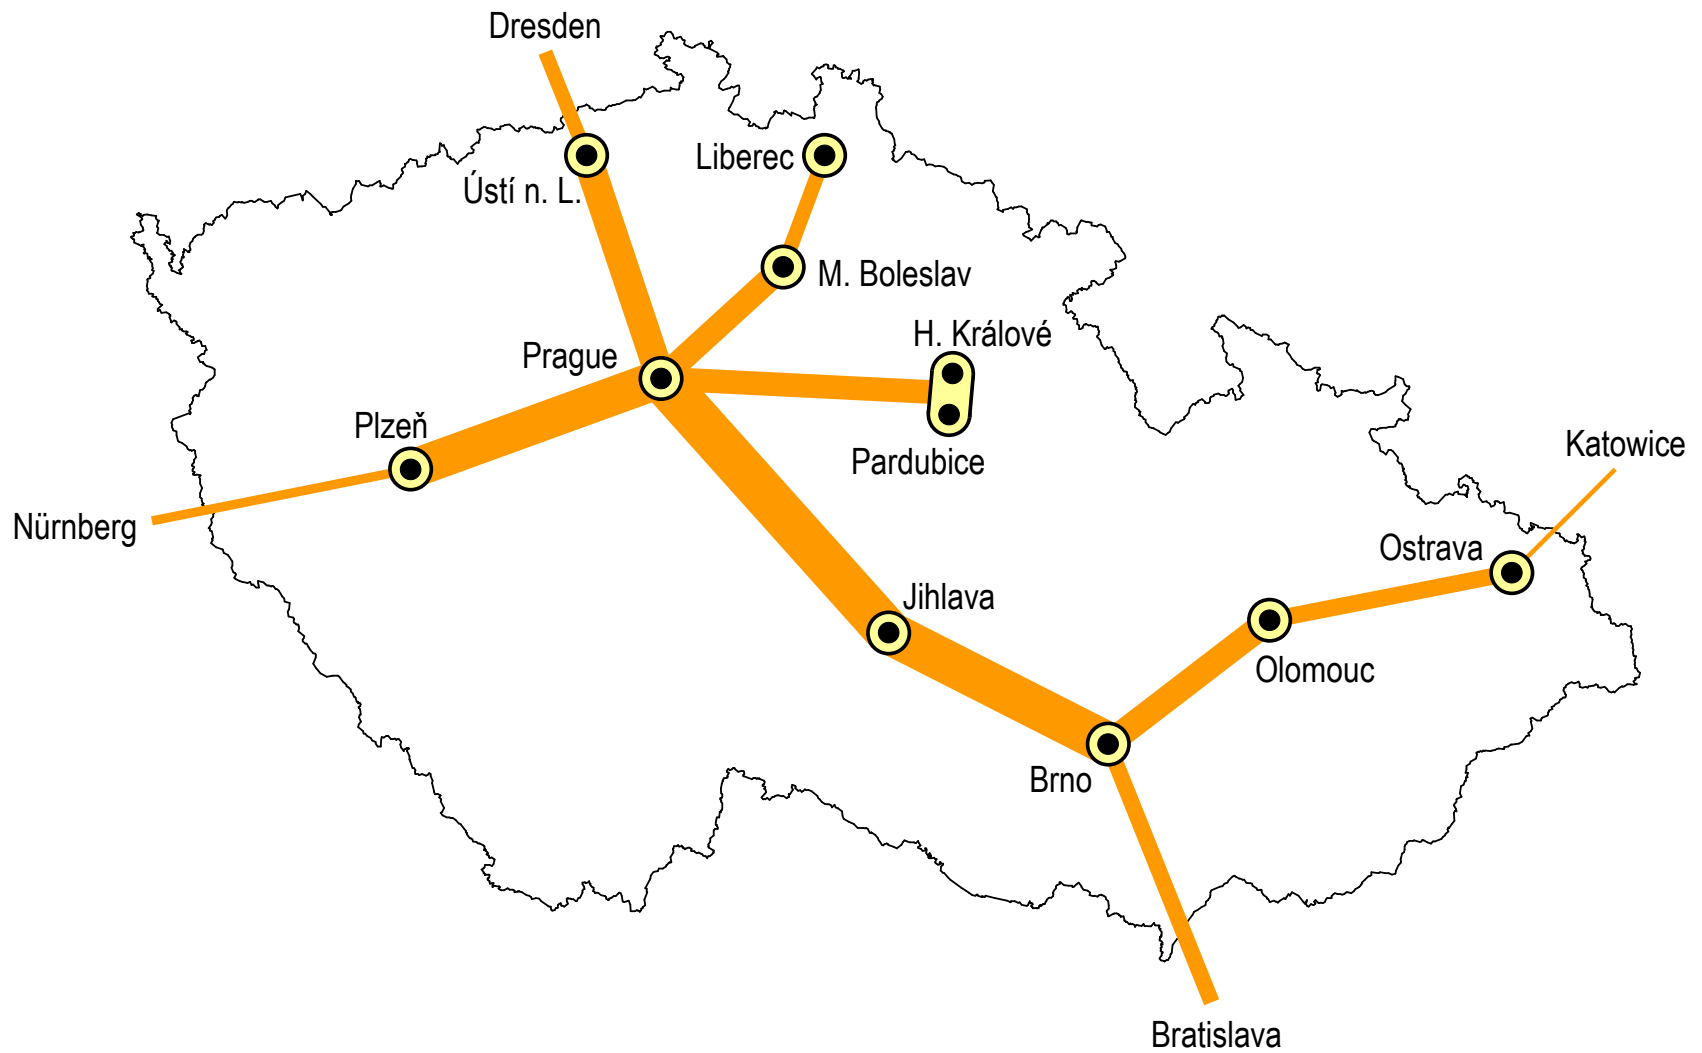 Dresden
Liberec
Ústí n. L.
M. Boleslav
H. Králové
Prague
Plzeň
Pardubice
Katowice
Nürnberg
Ostrava
Jihlava
Olomouc
Brno
Bratislava